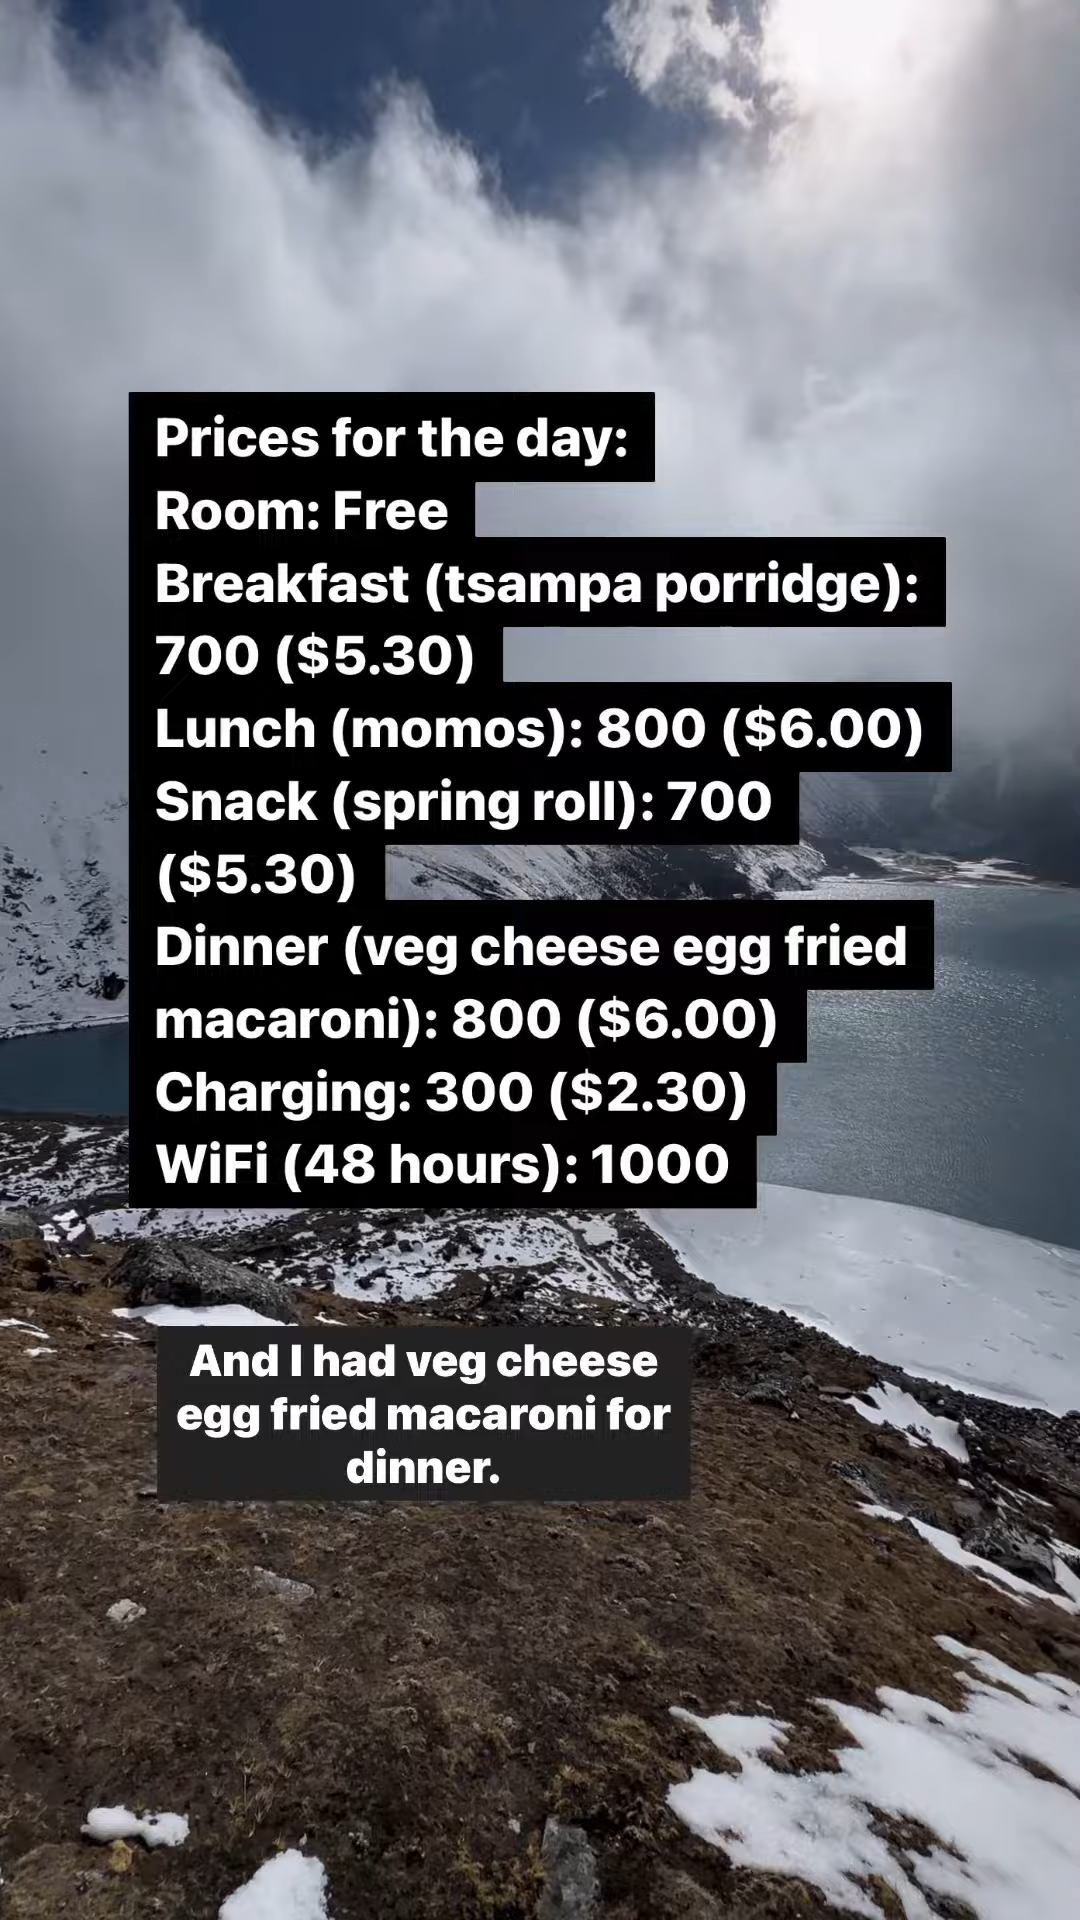 Prices for the day:
Room: Free
Breakfast (tsampa porridge):
700 ($5.30)
Lunch (momos): 800 ($6.00)
Snack (spring roll): 700
($5.30)
Dinner (veg cheese egg fried
macaroni): 800 ($6.00)
Charging: 300 ($2.30)
WiFi (48 hours): 1000
And I had veg cheese
egg fried macaroni for
dinner.